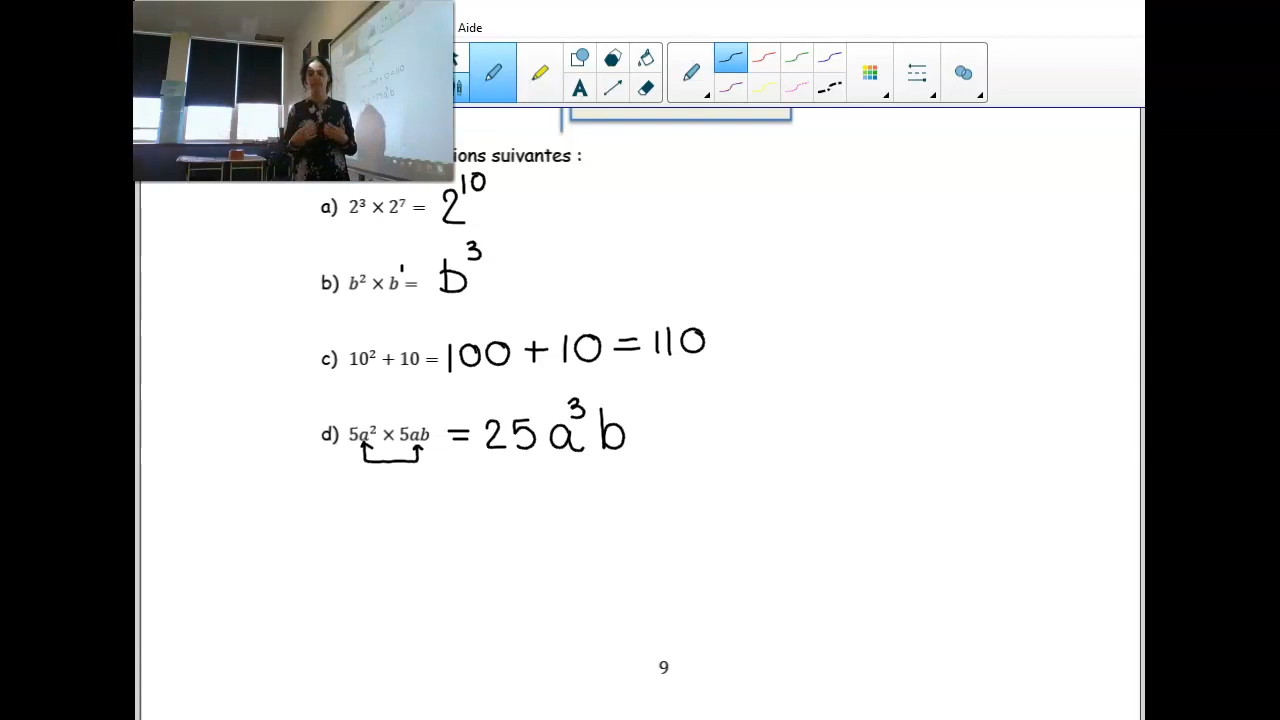 Aide
ions suivantes :
a) 2³ × 2⁷ = 2¹⁰
b) b² × b¹ = b³
c) 10² + 10 = 100 + 10 = 110
d) 5a² × 5ab = 25a³b
9